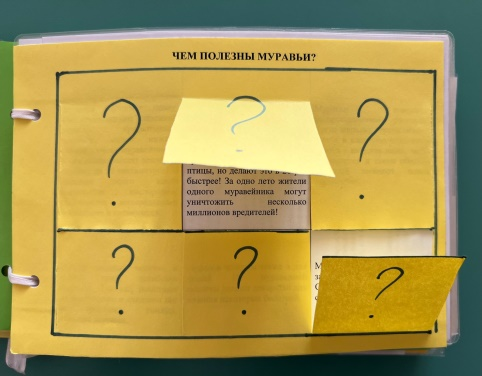 ЧЕМ ПОЛЕЗНЫ МУРАВЬИ?
?
?
?
птицы, но делают это в
быстрее! За одно лето жители
одного муравейника могут
уничтожить несколько
миллионов вредителей!
?
?
?